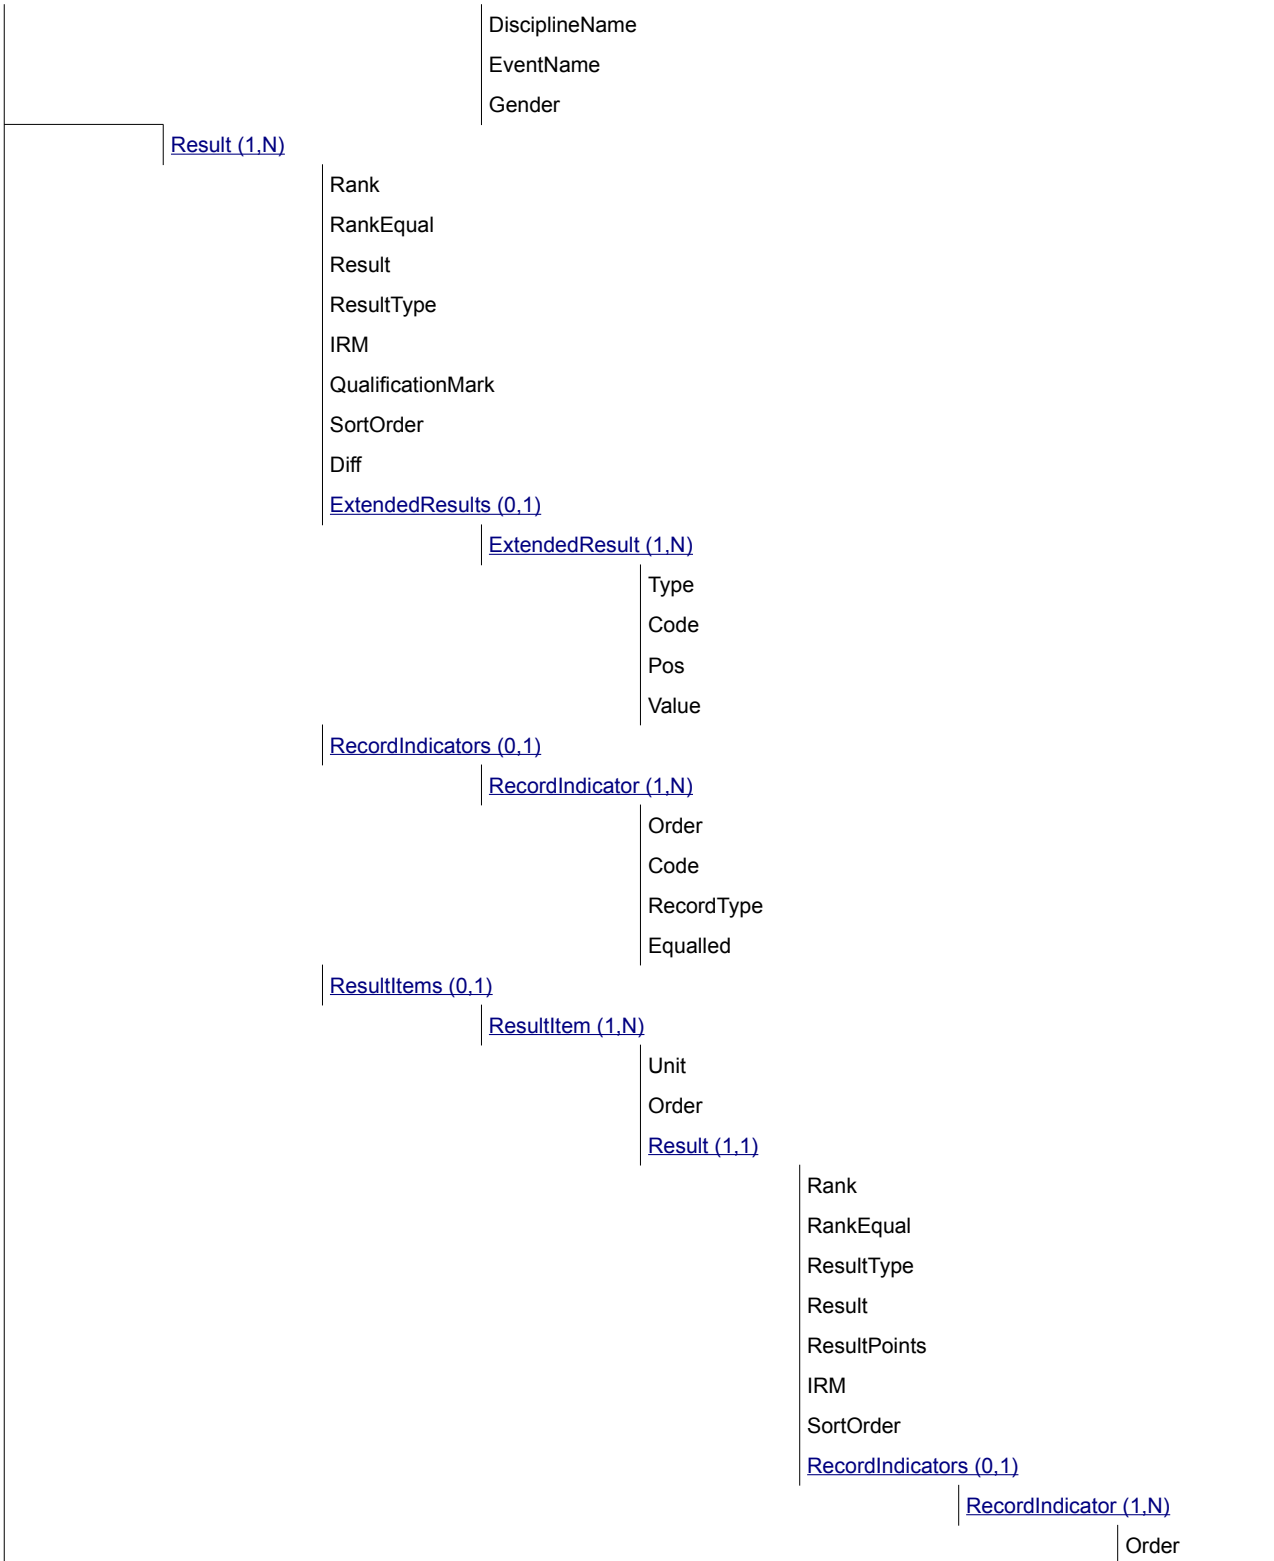 DisciplineName
EventName
Gender
Result (1,N)
Rank
RankEqual
Result
ResultType
IRM
QualificationMark
SortOrder
Diff
ExtendedResults (0,1)
ExtendedResult (1,N)
Type
Code
Pos
Value
RecordIndicators (0,1)
RecordIndicator (1,N)
Order
Code
RecordType
Equalled
ResultItems (0,1)
ResultItem (1,N)
Unit
Order
Result (1,1)
Rank
RankEqual
ResultType
Result
ResultPoints
IRM
SortOrder
RecordIndicators (0,1)
RecordIndicator (1,N)
Order